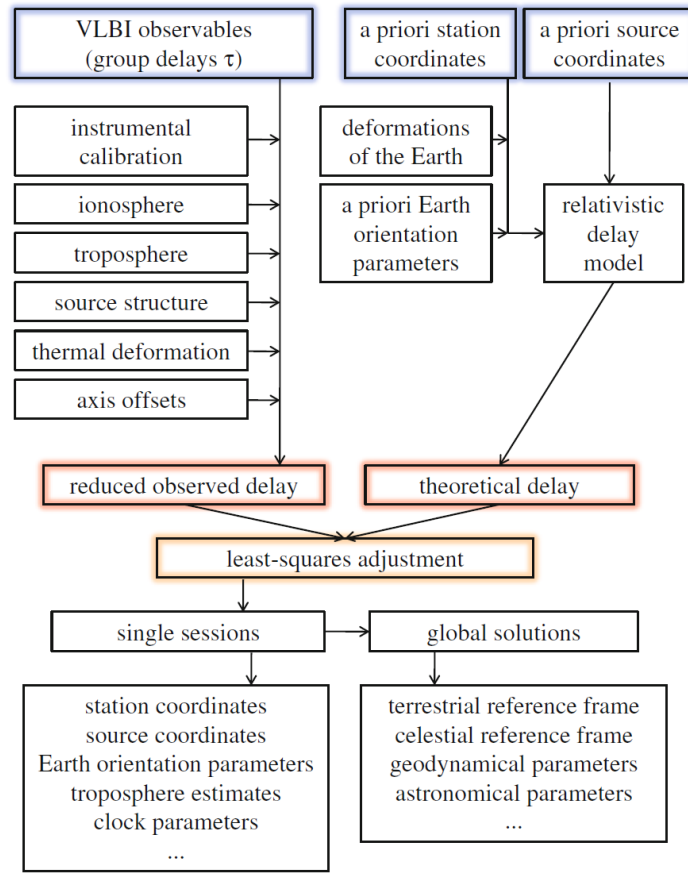 VLBI observables
(group delays τ)
a priori station
coordinates
a priori source
coordinates
instrumental
calibration
ionosphere
troposphere
source structure
thermal deformation
axis offsets
deformations
of the Earth
a priori Earth
orientation
parameters
relativistic
delay
model
reduced observed delay
theoretical delay
least-squares adjustment
single sessions
global solutions
station coordinates
source coordinates
Earth orientation parameters
troposphere estimates
clock parameters
...
terrestrial reference frame
celestial reference frame
geodynamical parameters
astronomical parameters
...